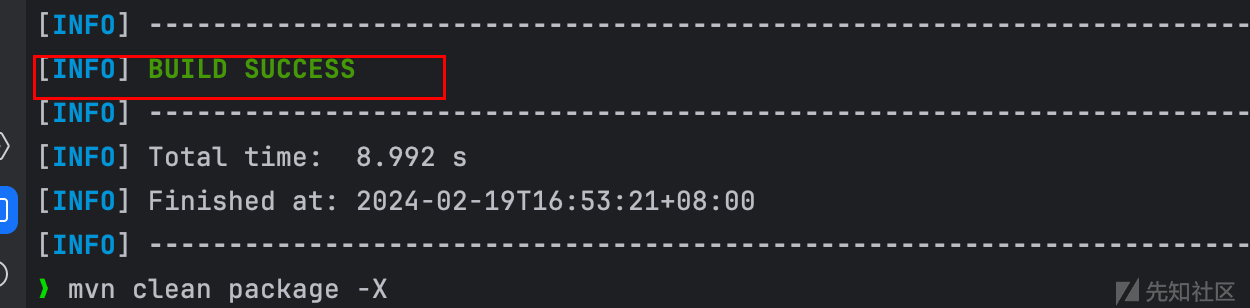 [INFO] ------------------------------------------------------------------------
[INFO] BUILD SUCCESS
[INFO] ------------------------------------------------------------------------
[INFO] Total time:  8.992 s
[INFO] Finished at: 2024-02-19T16:53:21+08:00
[INFO] ------------------------------------------------------------------------
❯ mvn clean package -X
先知社区